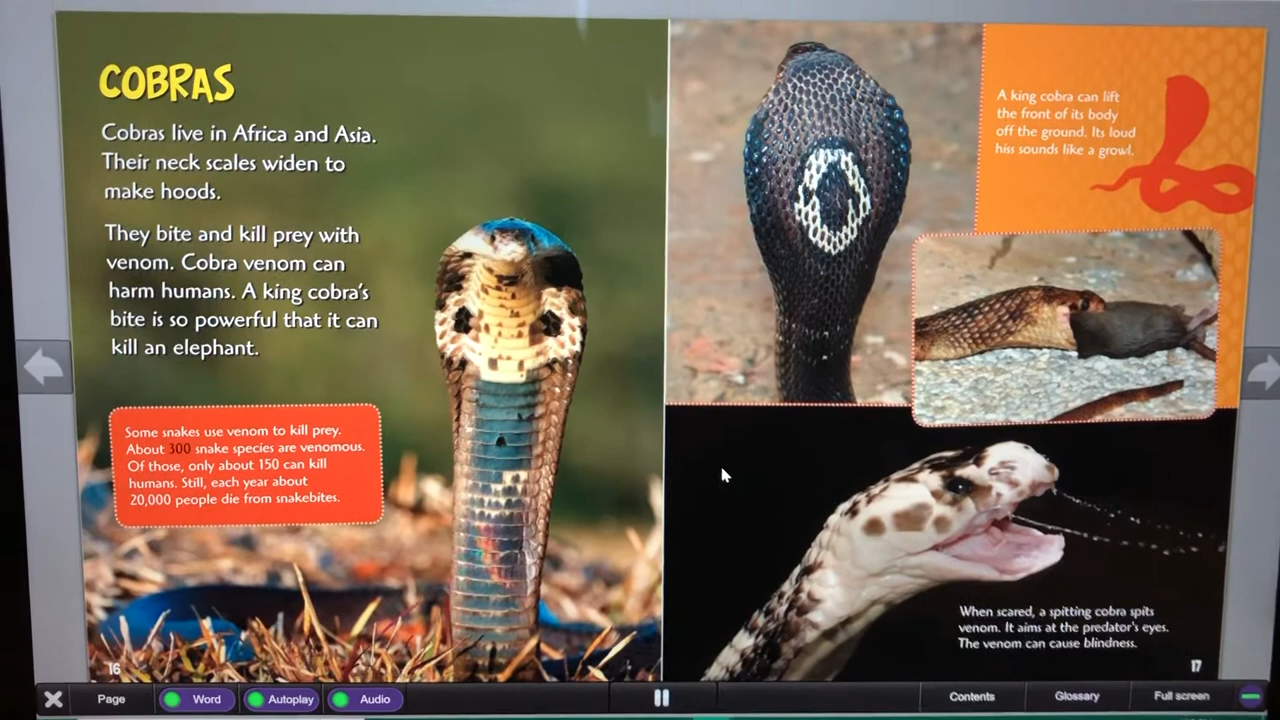 COBRAS
Cobras live in Africa and Asia.
Their neck scales widen to
make hoods.
They bite and kill prey with
venom. Cobra venom can
harm humans. A king cobra's
bite is so powerful that it can
kill an elephant.
Some snakes use venom to kill prey.
About 300 snake species are venomous.
Of those, only about 150 can kill
humans. Still, each year about
20,000 people die from snakebites.
16
A king cobra can lift
the front of its body
off the ground. Its loud
hiss sounds like a growl.
When scared, a spitting cobra spits
venom. It aims at the predator's eyes.
The venom can cause blindness.
17
Page
Word
Autoplay
Audio
Contents
Glossary
Full screen